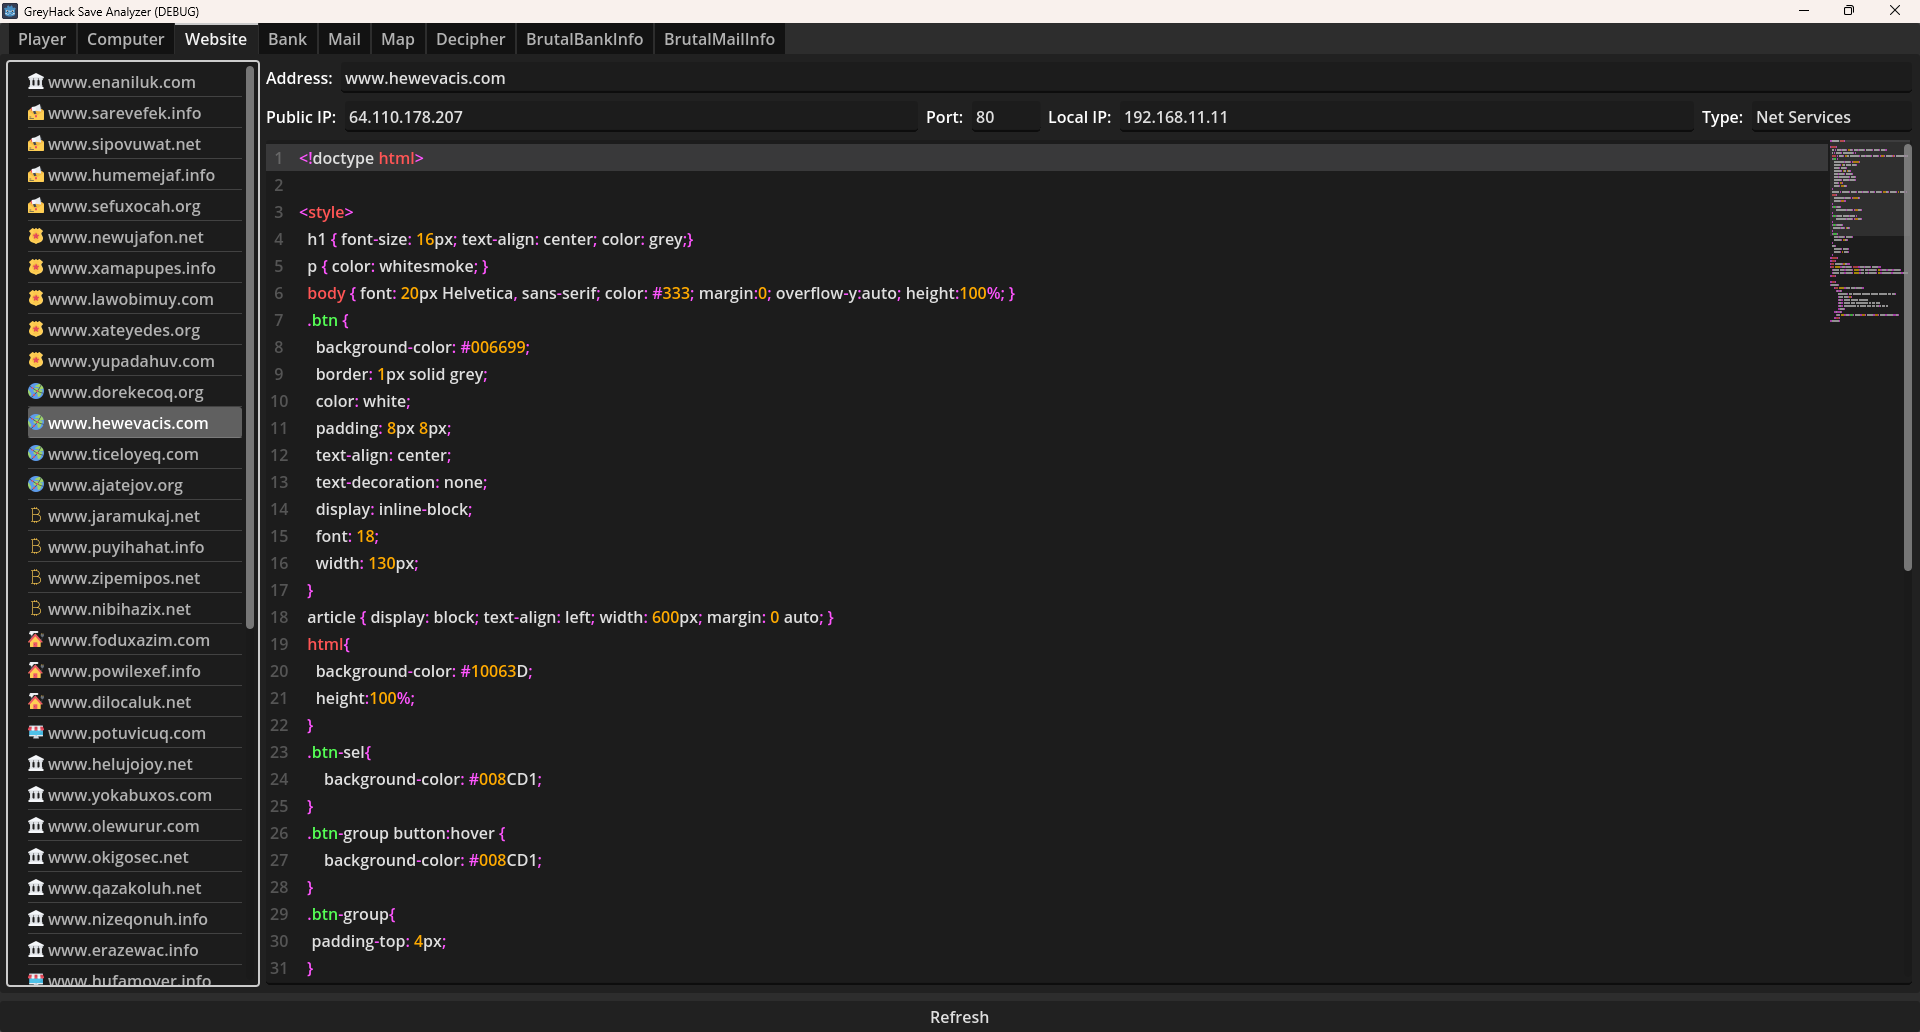 GreyHack Save Analyzer (DEBUG)
Player Computer Website Bank Mail Map Decipher BrutalBankInfo BrutalMailInfo
www.enaniluk.com
www.sarevefek.info
www.sipovuwat.net
www.humemejaf.info
www.sefuxocah.org
www.newujafon.net
www.xamapupes.info
www.lawobimuy.com
www.xateyedes.org
www.yupadahuv.com
www.dorekecoq.org
www.hewevacis.com
www.ticeloyeq.com
www.ajatejov.org
www.jaramukaj.net
www.puyihahat.info
www.zipemipos.net
www.nibihazix.net
www.foduxazim.com
www.powilexef.info
www.dilocaluk.net
www.potuvicuq.com
www.helujojoy.net
www.yokabuxos.com
www.olewurur.com
www.okigosec.net
www.qazakoluh.net
www.nizeqonuh.info
www.erazewac.info
www.hufamover.info
Address: www.hewevacis.com
Public IP: 64.110.178.207 Port: 80 Local IP: 192.168.11.11 Type: Net Services
1 <!doctype html>
2
3 <style>
4 h1 { font-size: 16px; text-align: center; color: grey;}
5 p { color: whitesmoke; }
6 body { font: 20px Helvetica, sans-serif; color: #333; margin:0; overflow-y:auto; height:100%; }
7 .btn {
8 background-color: #006699;
9 border: 1px solid grey;
10 color: white;
11 padding: 8px 8px;
12 text-align: center;
13 text-decoration: none;
14 display: inline-block;
15 font: 18;
16 width: 130px;
17 }
18 article { display: block; text-align: left; width: 600px; margin: 0 auto; }
19 html{
20 background-color: #10063D;
21 height:100%;
22 }
23 .btn-sel{
24 background-color: #008CD1;
25 }
26 .btn-group button:hover {
27 background-color: #008CD1;
28 }
29 .btn-group{
30 padding-top: 4px;
31 }
Refresh